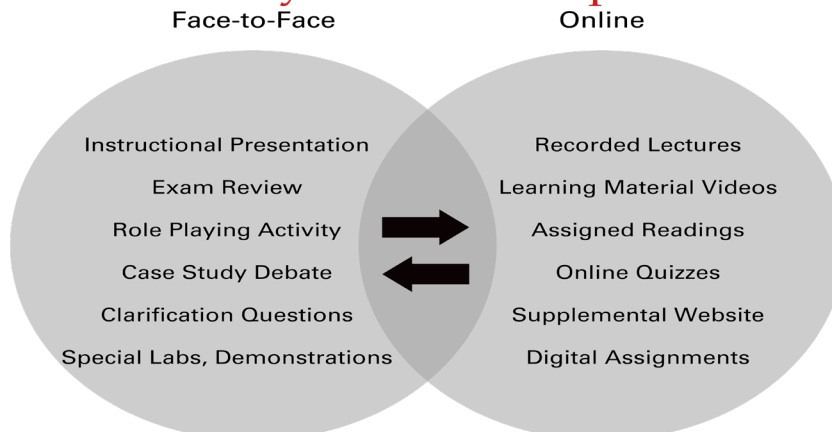 Face-to-Face
Online
Instructional Presentation
Exam Review
Role Playing Activity
Case Study Debate
Clarification Questions
Special Labs, Demonstrations
Recorded Lectures
Learning Material Videos
Assigned Readings
Online Quizzes
Supplemental Website
Digital Assignments